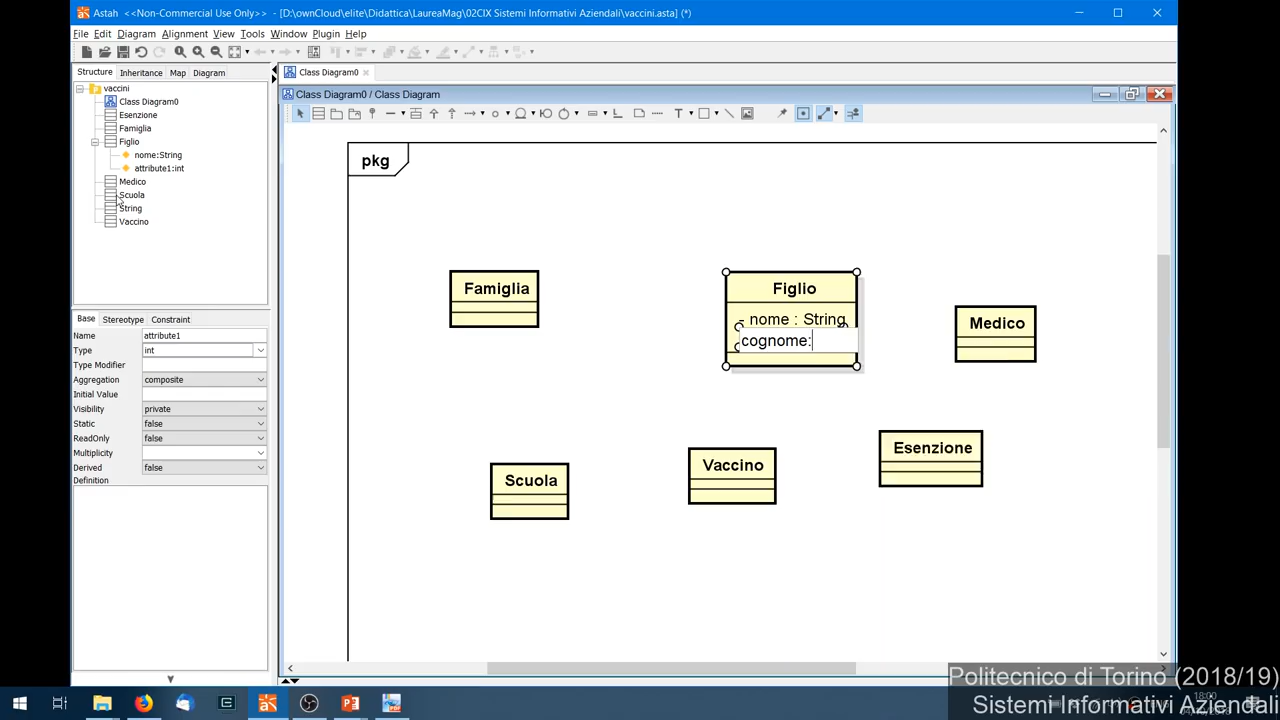 Astah <<Non-Commercial Use Only>> - [D:\ownCloud\elite\Didattica\LaureaMag\02CIX Sistemi Informativi Aziendali\vaccini.asta] (*)
File Edit Diagram Alignment View Tools Window Plugin Help
Structure Inheritance Map Diagram
Class Diagram0
vaccini
Class Diagram0
Esenzione
Famiglia
Figlio
nome:String
attribute1:int
Medico
Scuola
String
Vaccino
Base Stereotype Constraint
Name attribute1
Type int
Type Modifier
Aggregation composite
Initial Value
Visibility private
Static false
ReadOnly false
Multiplicity
Derived false
Definition
Class Diagram0 / Class Diagram
pkg
Famiglia
Figlio
- nome : String
cognome:
Medico
Scuola
Vaccino
Esenzione
Politecnico di Torino (2018/19)
Sistemi Informativi Aziendali
18:00